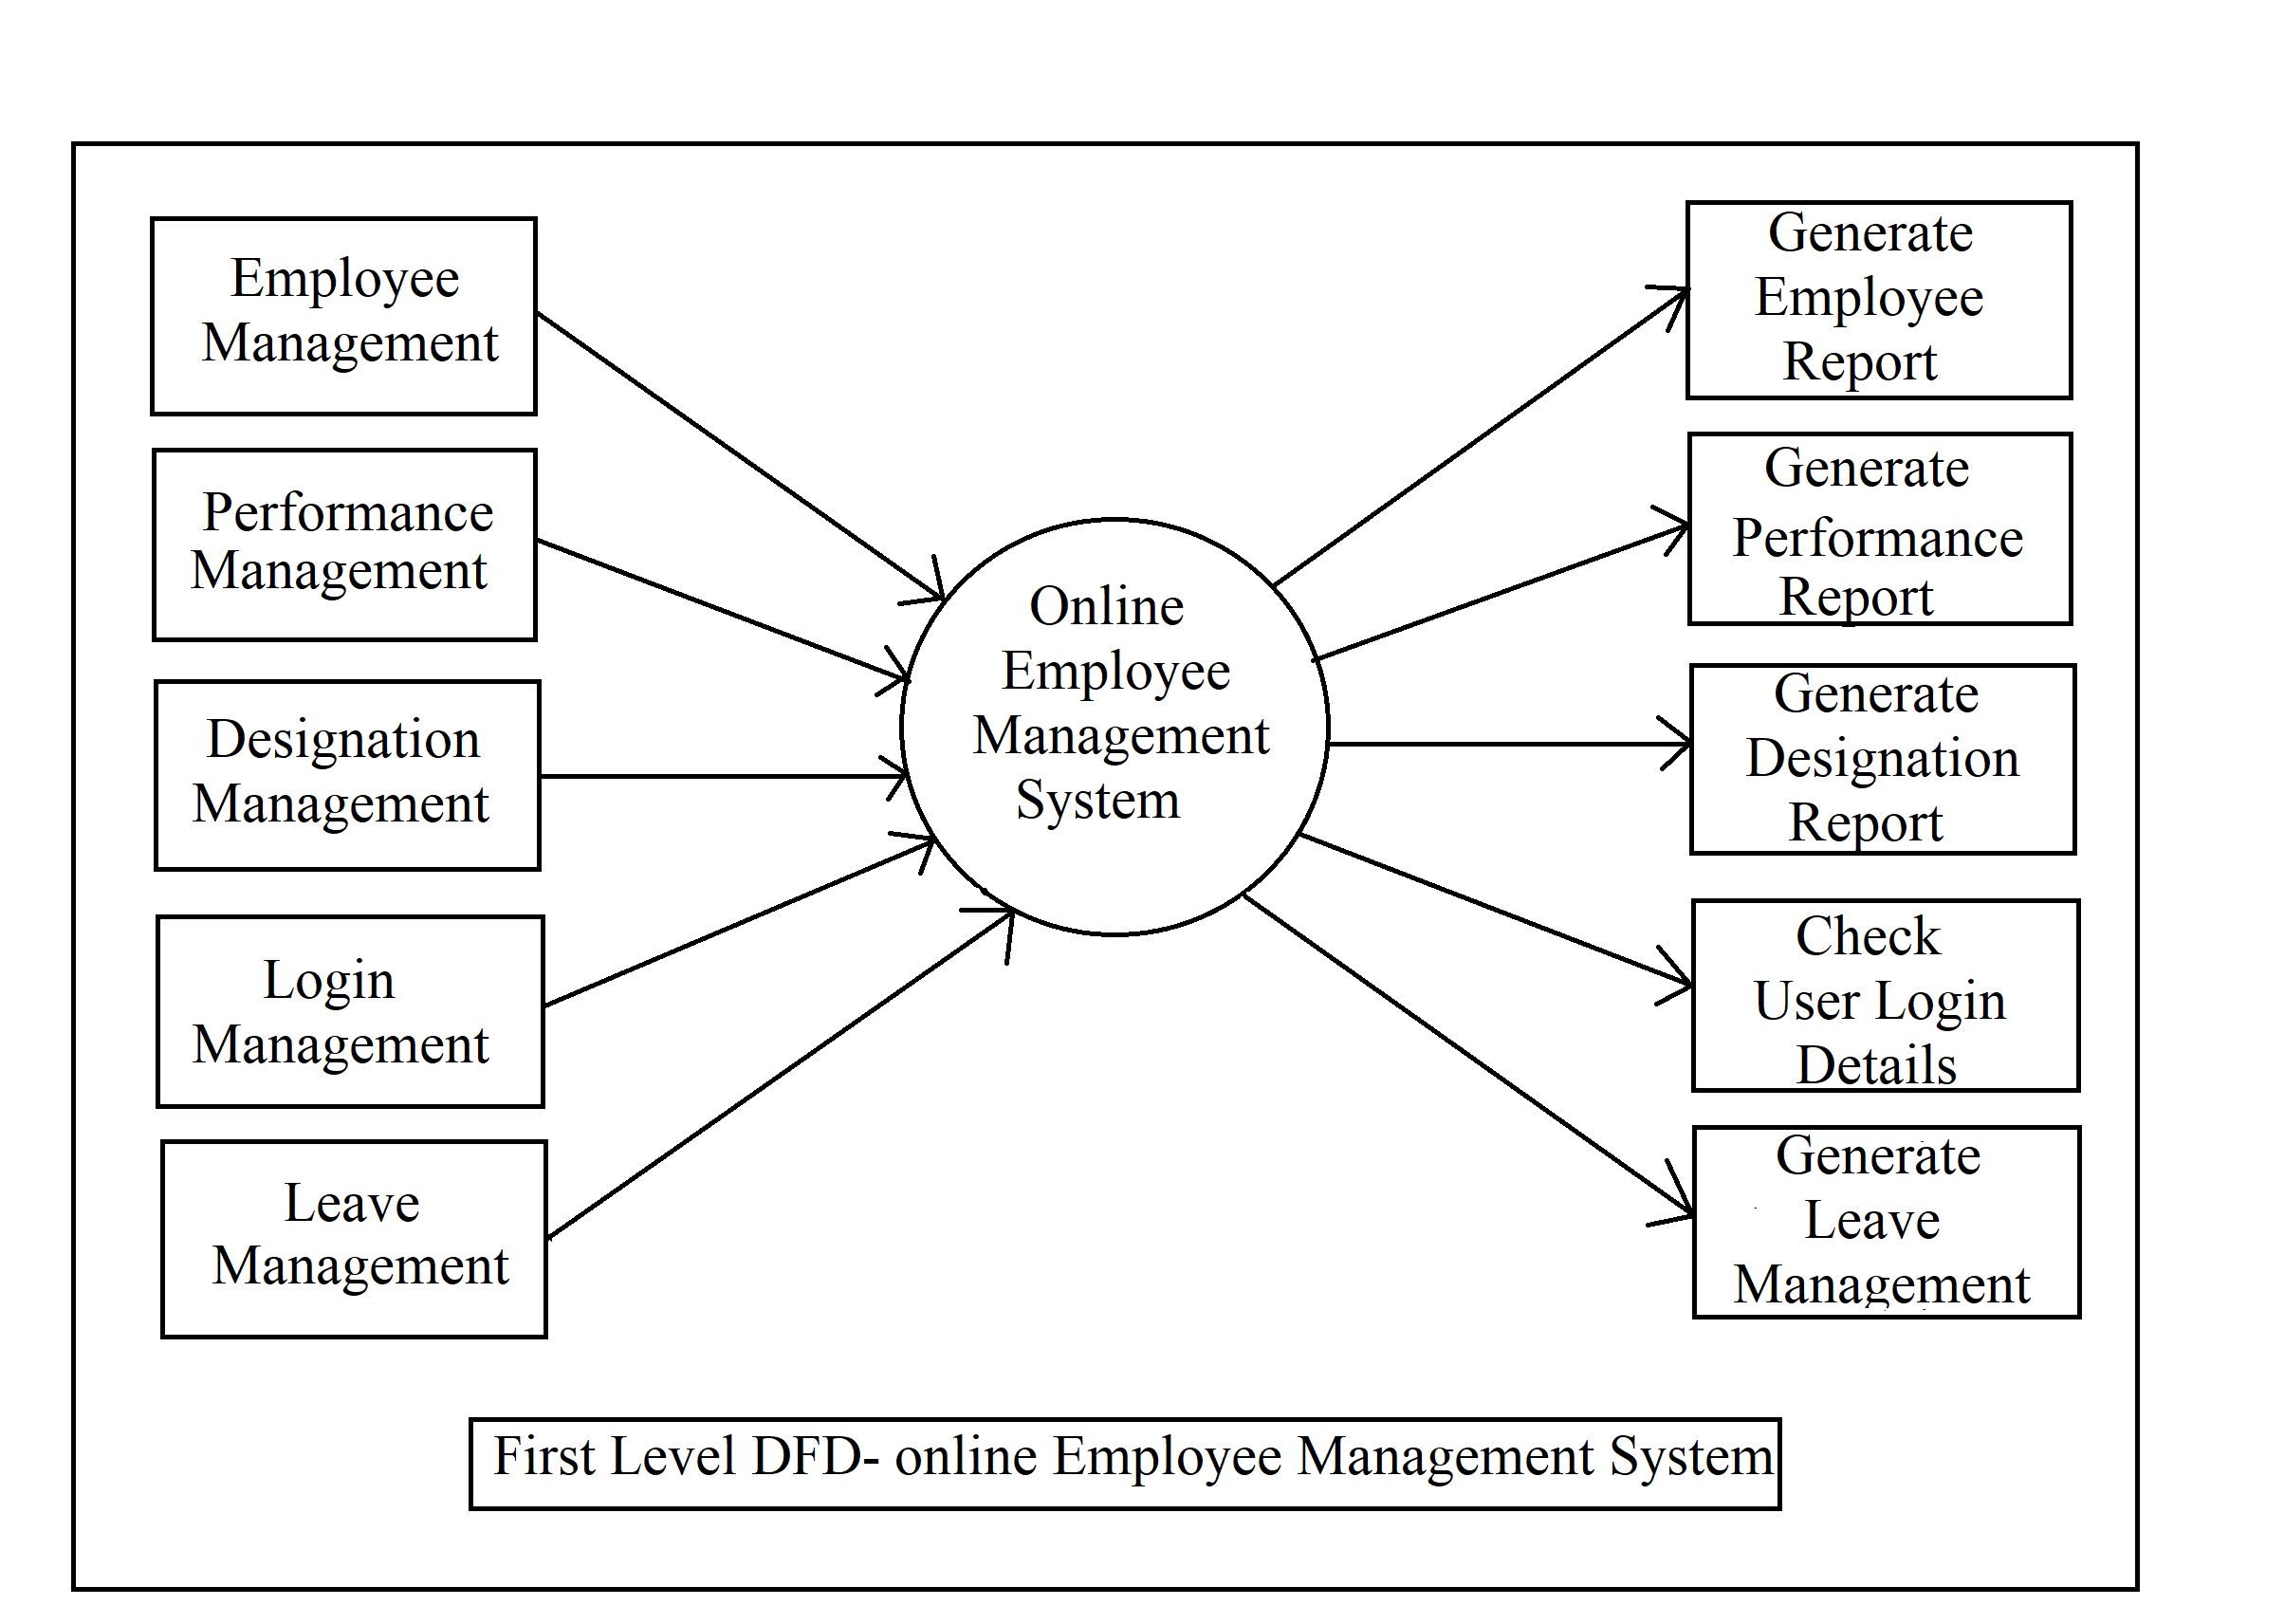 Employee
Management
Performance
Management
Designation
Management
Login
Management
Leave
Management
Online
Employee
Management
System
Generate
Employee
Report
Generate
Performance
Report
Generate
Designation
Report
Check
User Login
Details
Generate
Leave
Management
First Level DFD- online Employee Management System